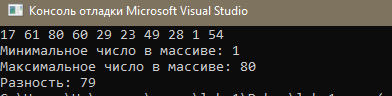 Консоль отладки Microsoft Visual Studio
17 61 80 60 29 23 49 28 1 54
Минимальное число в массиве: 1
Максимальное число в массиве: 80
Разность: 79